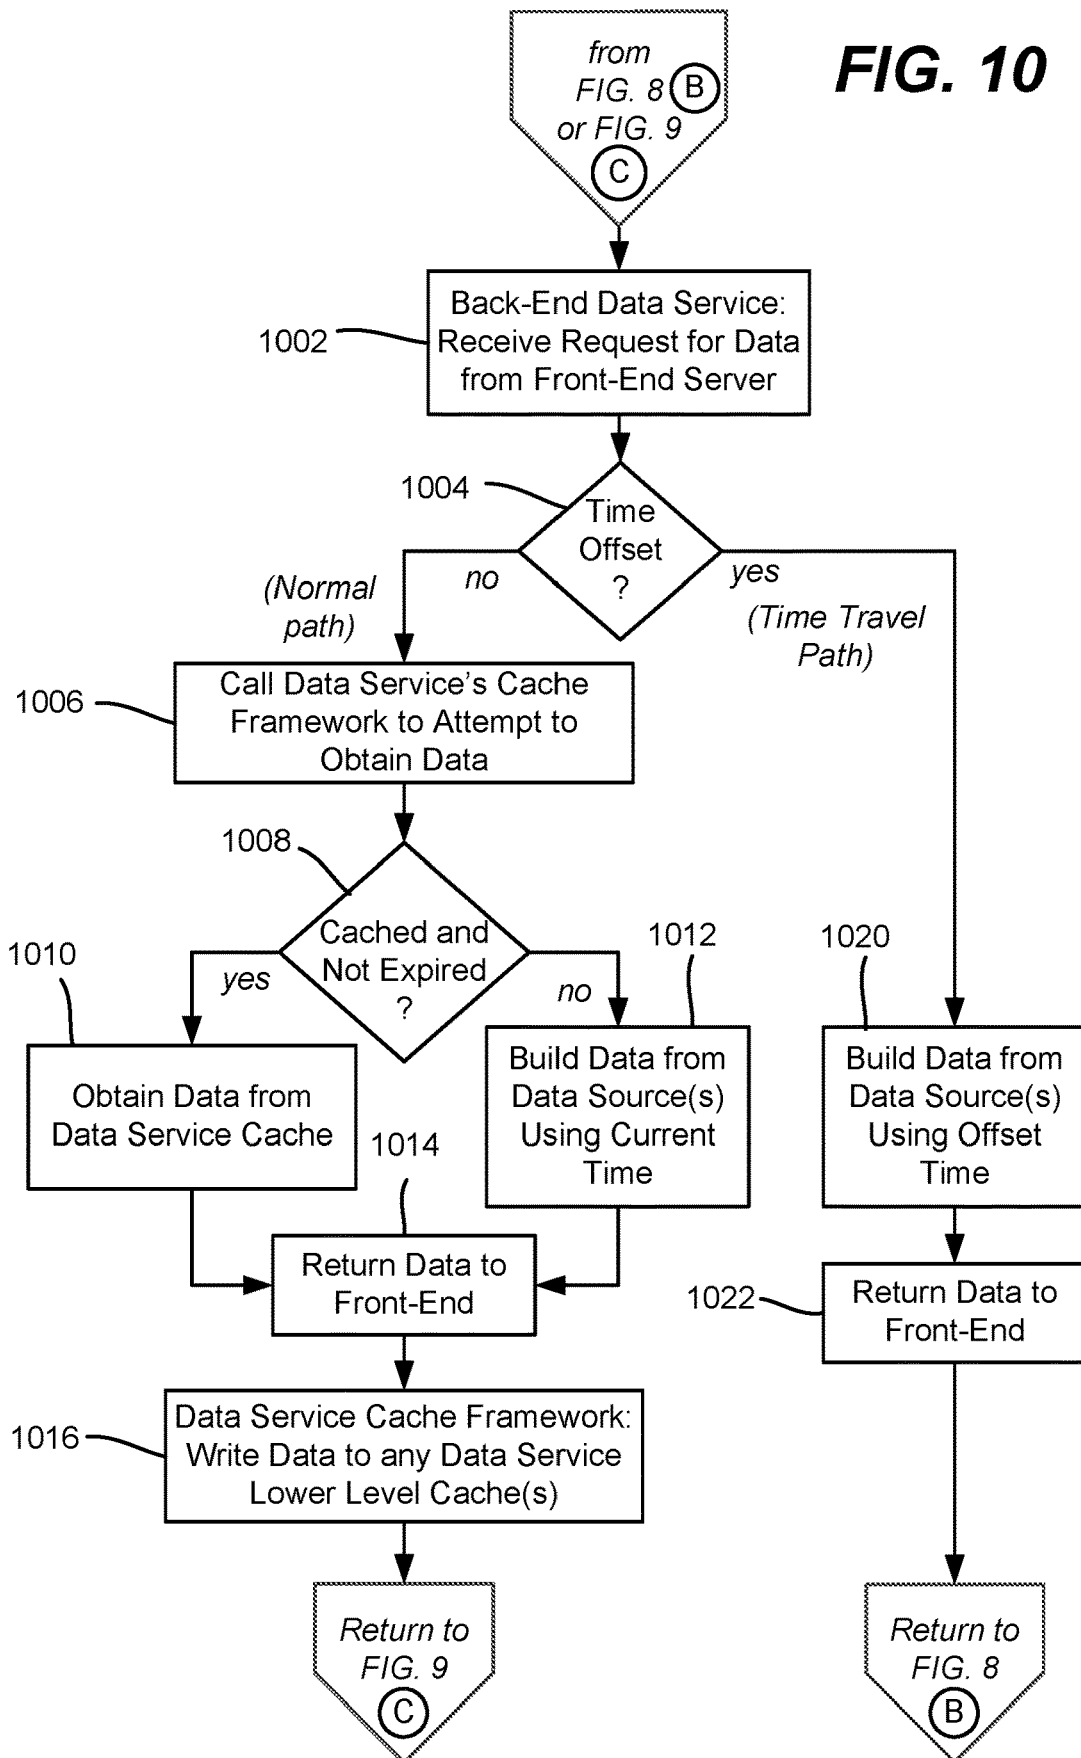 FIG. 10
from
FIG. 8 B
or FIG. 9
C
Back-End Data Service:
Receive Request for Data
from Front-End Server
1002
1004
Time
Offset
?
no
yes
(Normal
path)
(Time Travel
Path)
1006
Call Data Service's Cache
Framework to Attempt to
Obtain Data
1008
Cached and
Not Expired
?
yes
no
1010
Obtain Data from
Data Service Cache
1012
Build Data from
Data Source(s)
Using Current
Time
1020
Build Data from
Data Source(s)
Using Offset
Time
1014
Return Data to
Front-End
1022
Return Data to
Front-End
1016
Data Service Cache Framework:
Write Data to any Data Service
Lower Level Cache(s)
Return to
FIG. 9
C
Return to
FIG. 8
B